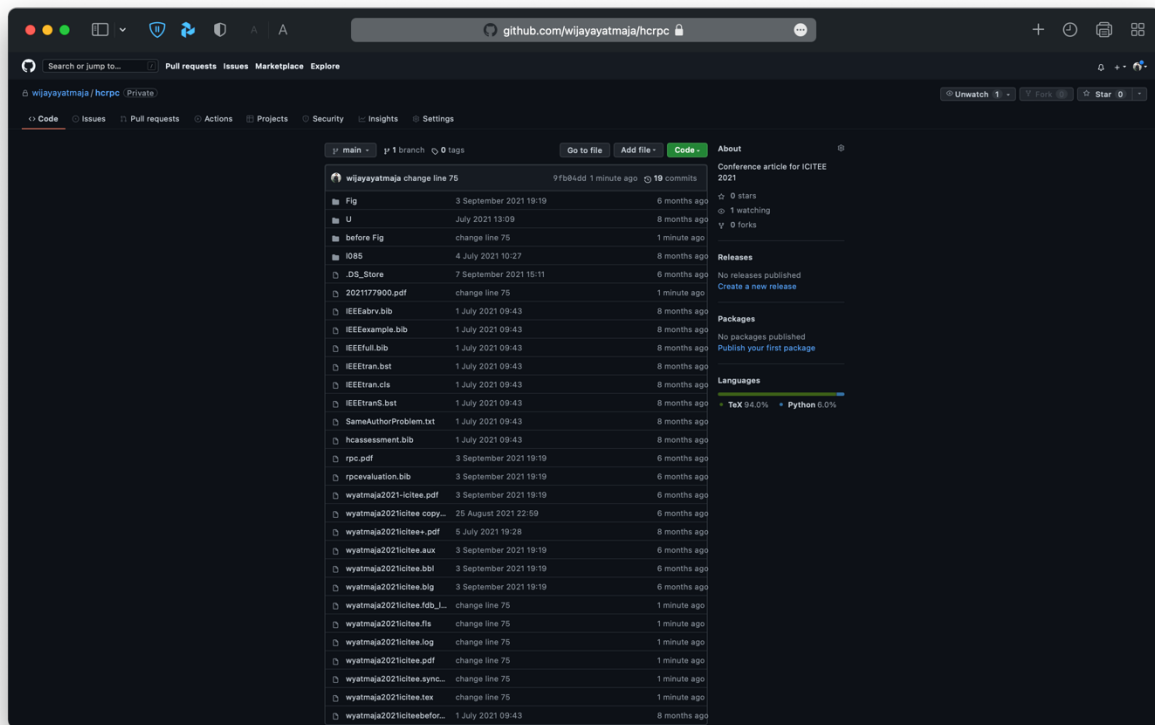 A A github.com/wijayayatmaja/hcrpc
Search or jump to... / Pull requests Issues Marketplace Explore
wijayayatmaja / hcrpc Private Unwatch 1 Fork 0 Star 0
Code Issues Pull requests Actions Projects Security Insights Settings
main 1 branch 0 tags Go to file Add file Code
wijayayatmaja change line 75 9fb04dd 1 minute ago 19 commits
Fig 3 September 2021 19:19 6 months ago
U July 2021 13:09 8 months ago
before Fig change line 75 1 minute ago
I085 4 July 2021 10:27 8 months ago
.DS_Store 7 September 2021 15:11 6 months ago
2021177900.pdf change line 75 1 minute ago
IEEEabrv.bib 1 July 2021 09:43 8 months ago
IEEEexample.bib 1 July 2021 09:43 8 months ago
IEEEfull.bib 1 July 2021 09:43 8 months ago
IEEEtran.bst 1 July 2021 09:43 8 months ago
IEEEtran.cls 1 July 2021 09:43 8 months ago
IEEEtranS.bst 1 July 2021 09:43 8 months ago
SameAuthorProblem.txt 1 July 2021 09:43 8 months ago
hcassessment.bib 1 July 2021 09:43 8 months ago
rpc.pdf 3 September 2021 19:19 6 months ago
rpcevaluation.bib 3 September 2021 19:19 6 months ago
wyatmaja2021-icitee.pdf 3 September 2021 19:19 6 months ago
wyatmaja2021icitee copy... 25 August 2021 22:59 6 months ago
wyatmaja2021icitee+.pdf 5 July 2021 19:28 8 months ago
wyatmaja2021icitee.aux 3 September 2021 19:19 6 months ago
wyatmaja2021icitee.bbl 3 September 2021 19:19 6 months ago
wyatmaja2021icitee.blg 3 September 2021 19:19 6 months ago
wyatmaja2021icitee.fdb_l... change line 75 1 minute ago
wyatmaja2021icitee.fls change line 75 1 minute ago
wyatmaja2021icitee.log change line 75 1 minute ago
wyatmaja2021icitee.pdf change line 75 1 minute ago
wyatmaja2021icitee.sync... change line 75 1 minute ago
wyatmaja2021icitee.tex change line 75 1 minute ago
wyatmaja2021iciteebefor... 1 July 2021 09:43 8 months ago
About
Conference article for ICITEE
2021
0 stars
1 watching
0 forks
Releases
No releases published
Create a new release
Packages
No packages published
Publish your first package
Languages
TeX 94.0% Python 6.0%